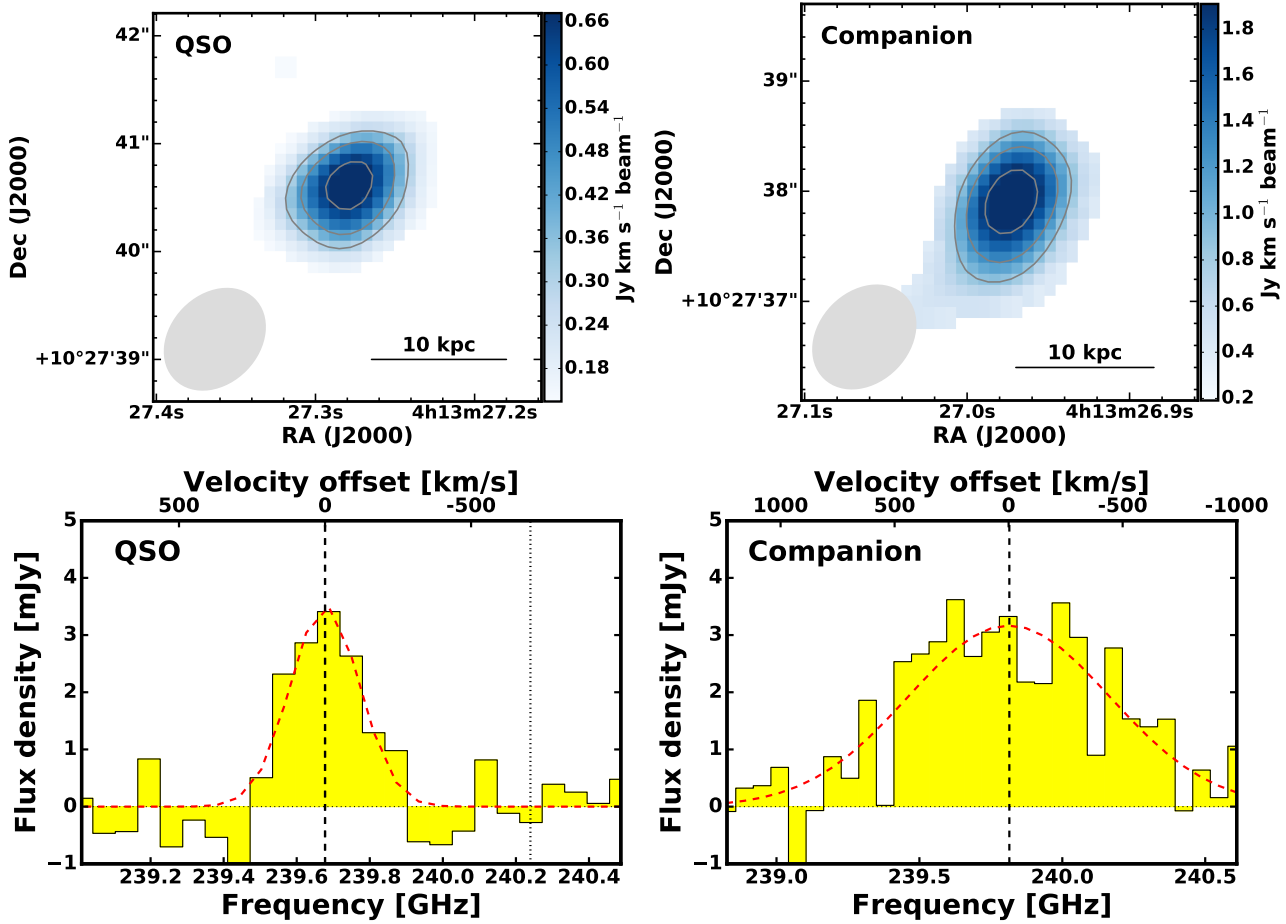 QSO
42"
41"
40"
+10°27'39"
Dec (J2000)
10 kpc
27.4s
27.3s
4h13m27.2s
RA (J2000)
0.66
0.60
0.54
0.48
0.42
0.36
0.30
0.24
0.18
Jy km s⁻¹ beam⁻¹
Companion
39"
38"
+10°27'37"
Dec (J2000)
10 kpc
27.1s
27.0s
4h13m26.9s
RA (J2000)
1.8
1.6
1.4
1.2
1.0
0.8
0.6
0.4
0.2
Jy km s⁻¹ beam⁻¹
Velocity offset [km/s]
500 0 -500
QSO
5
4
3
2
1
0
−1
Flux density [mJy]
239.2 239.4 239.6 239.8 240.0 240.2 240.4
Frequency [GHz]
Velocity offset [km/s]
1000 500 0 -500 -1000
Companion
5
4
3
2
1
0
−1
Flux density [mJy]
239.0 239.5 240.0 240.5
Frequency [GHz]